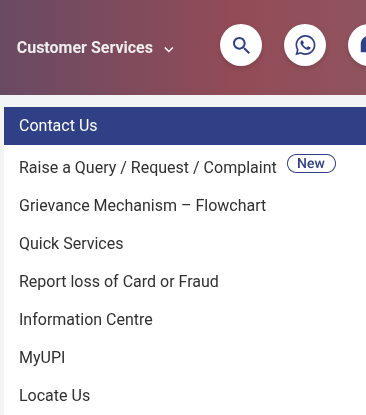 Customer Services
Contact Us
Raise a Query / Request / Complaint New
Grievance Mechanism – Flowchart
Quick Services
Report loss of Card or Fraud
Information Centre
MyUPI
Locate Us